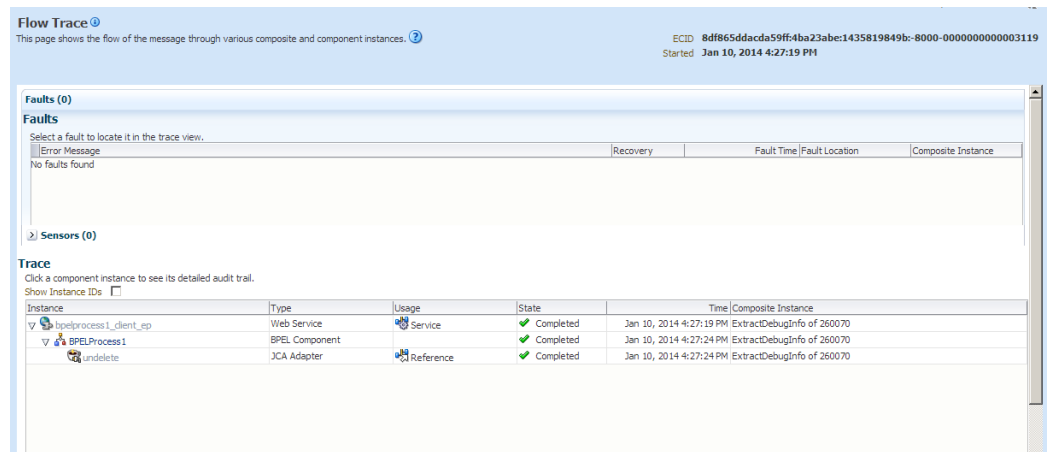 Flow Trace
This page shows the flow of the message through various composite and component instances.
ECID 8df865ddacda59ff:4ba23abe:1435819849b:-8000-0000000000003119
Started Jan 10, 2014 4:27:19 PM
Faults (0)
Faults
Select a fault to locate it in the trace view.
Error Message Recovery Fault Time Fault Location Composite Instance
No faults found
Sensors (0)
Trace
Click a component instance to see its detailed audit trail.
Show Instance IDs
Instance Type Usage State Time Composite Instance
bpelprocess1_client_ep Web Service Service Completed Jan 10, 2014 4:27:19 PM ExtractDebugInfo of 260070
BPELProcess1 BPEL Component Completed Jan 10, 2014 4:27:24 PM ExtractDebugInfo of 260070
undelete JCA Adapter Reference Completed Jan 10, 2014 4:27:24 PM ExtractDebugInfo of 260070